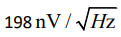 198 nV / √Hz